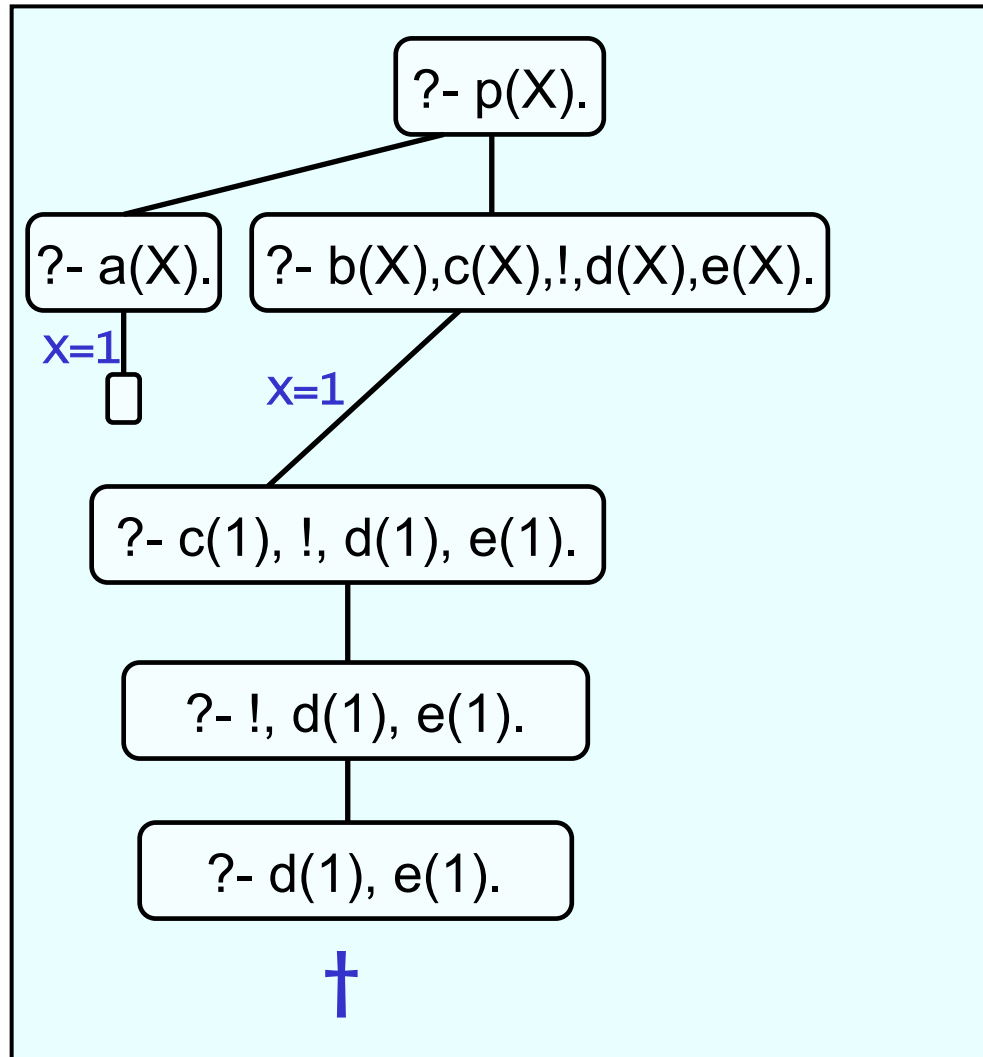 ?- p(X).
?- a(X).
?- b(X),c(X),!,d(X),e(X).
X=1
X=1
?- c(1), !, d(1), e(1).
?- !, d(1), e(1).
?- d(1), e(1).
†